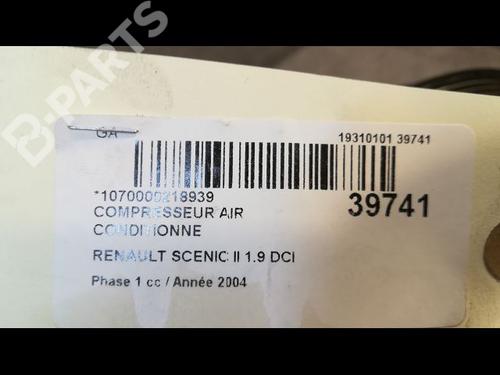 B-PARTS
GA
19310101 39741
*1070000218939
39741
COMPRESSEUR AIR
CONDITIONNE
RENAULT SCENIC II 1.9 DCI
Phase 1 cc / Année 2004